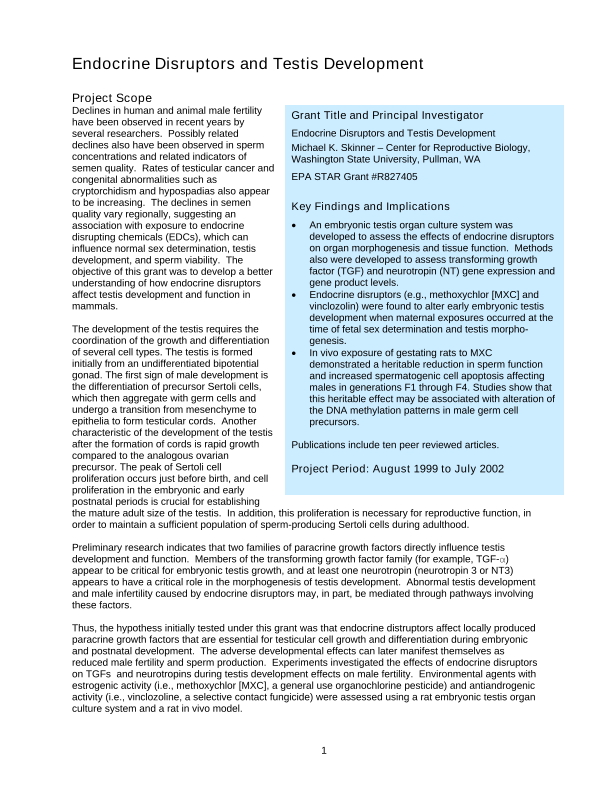 Endocrine Disruptors and Testis Development
Project Scope
Declines in human and animal male fertility
have been observed in recent years by
several researchers.  Possibly related
declines also have been observed in sperm
concentrations and related indicators of
semen quality.  Rates of testicular cancer and
congenital abnormalities such as
cryptorchidism and hypospadias also appear
to be increasing.  The declines in semen
quality vary regionally, suggesting an
association with exposure to endocrine
disrupting chemicals (EDCs), which can
influence normal sex determination, testis
development, and sperm viability.  The
objective of this grant was to develop a better
understanding of how endocrine disruptors
affect testis development and function in
mammals.
The development of the testis requires the
coordination of the growth and differentiation
of several cell types. The testis is formed
initially from an undifferentiated bipotential
gonad. The first sign of male development is
the differentiation of precursor Sertoli cells,
which then aggregate with germ cells and
undergo a transition from mesenchyme to
epithelia to form testicular cords.  Another
characteristic of the development of the testis
after the formation of cords is rapid growth
compared to the analogous ovarian
precursor. The peak of Sertoli cell
proliferation occurs just before birth, and cell
proliferation in the embryonic and early
postnatal periods is crucial for establishing
the mature adult size of the testis.  In addition, this proliferation is necessary for reproductive function, in
order to maintain a sufficient population of sperm-producing Sertoli cells during adulthood.
Grant Title and Principal Investigator
Endocrine Disruptors and Testis Development
Michael K. Skinner – Center for Reproductive Biology,
Washington State University, Pullman, WA
EPA STAR Grant #R827405
Key Findings and Implications
• An embryonic testis organ culture system was
developed to assess the effects of endocrine disruptors
on organ morphogenesis and tissue function.  Methods
also were developed to assess transforming growth
factor (TGF) and neurotropin (NT) gene expression and
gene product levels.
• Endocrine disruptors (e.g., methoxychlor [MXC] and
vinclozolin) were found to alter early embryonic testis
development when maternal exposures occurred at the
time of fetal sex determination and testis morpho-
genesis.
• In vivo exposure of gestating rats to MXC
demonstrated a heritable reduction in sperm function
and increased spermatogenic cell apoptosis affecting
males in generations F1 through F4. Studies show that
this heritable effect may be associated with alteration of
the DNA methylation patterns in male germ cell
precursors.
Publications include ten peer reviewed articles.
Project Period: August 1999 to July 2002
Preliminary research indicates that two families of paracrine growth factors directly influence testis
development and function.  Members of the transforming growth factor family (for example, TGF-α)
appear to be critical for embryonic testis growth, and at least one neurotropin (neurotropin 3 or NT3)
appears to have a critical role in the morphogenesis of testis development.  Abnormal testis development
and male infertility caused by endocrine disruptors may, in part, be mediated through pathways involving
these factors.
Thus, the hypothesis initially tested under this grant was that endocrine distruptors affect locally produced
paracrine growth factors that are essential for testicular cell growth and differentiation during embryonic
and postnatal development.  The adverse developmental effects can later manifest themselves as
reduced male fertility and sperm production.  Experiments investigated the effects of endocrine disruptors
on TGFs  and neurotropins during testis development effects on male fertility.  Environmental agents with
estrogenic activity (i.e., methoxychlor [MXC], a general use organochlorine pesticide) and antiandrogenic
activity (i.e., vinclozoline, a selective contact fungicide) were assessed using a rat embryonic testis organ
culture system and a rat in vivo model.
1